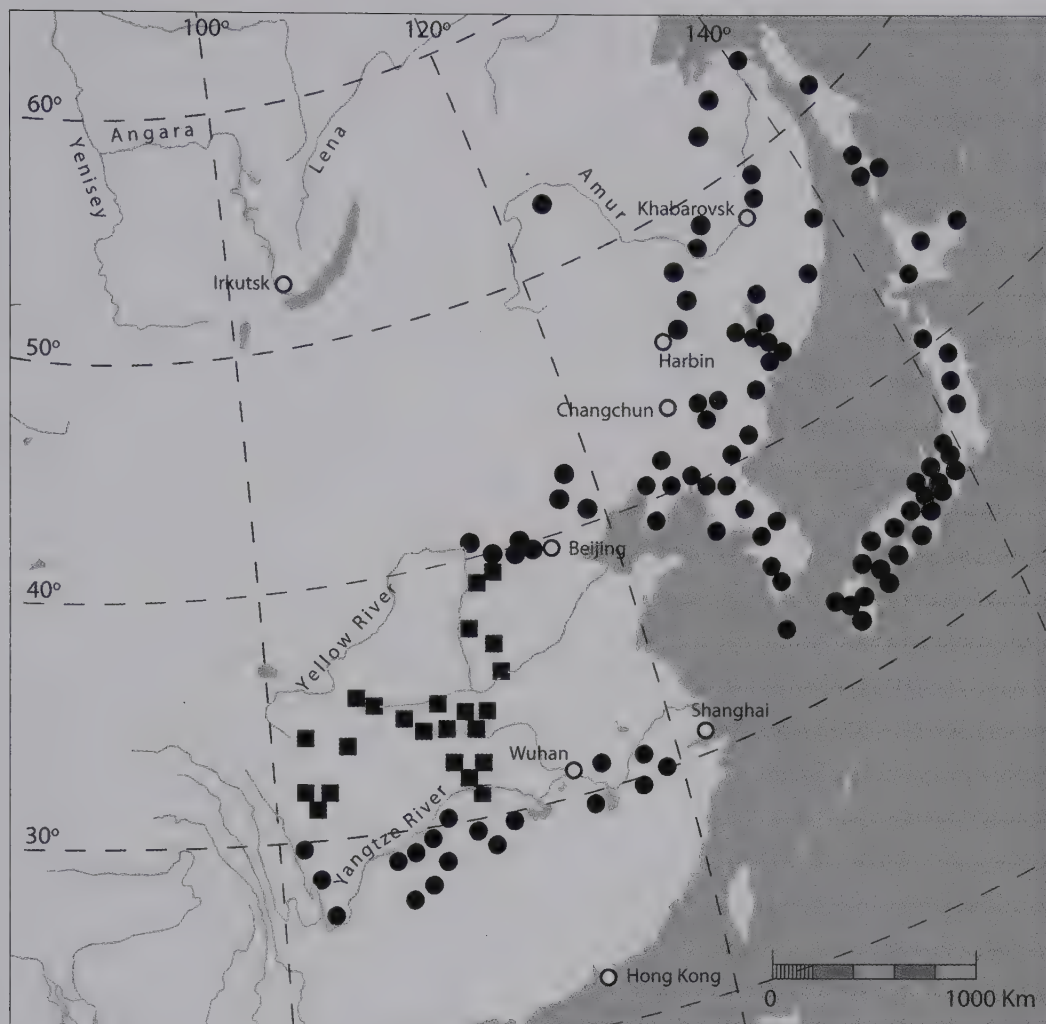 100°
120°
140°
60°
Angara
Yenisey
Lena
Amur
Khabarovsk
Irkutsk
50°
Harbin
Changchun
Beijing
40°
Yellow River
Shanghai
Wuhan
Yangtze River
30°
Hong Kong
0 1000 Km